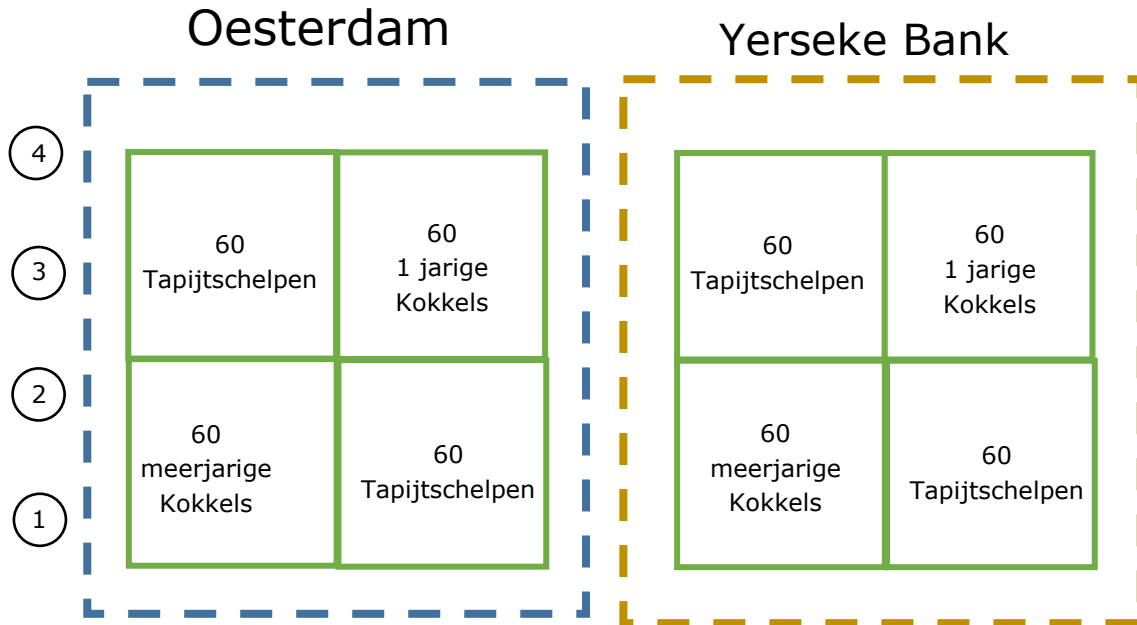 Oesterdam
Yerseke Bank
4
3
2
1
60
Tapijtschelpen
60
1 jarige
Kokkels
60
meerjarige
Kokkels
60
Tapijtschelpen
60
Tapijtschelpen
60
1 jarige
Kokkels
60
meerjarige
Kokkels
60
Tapijtschelpen